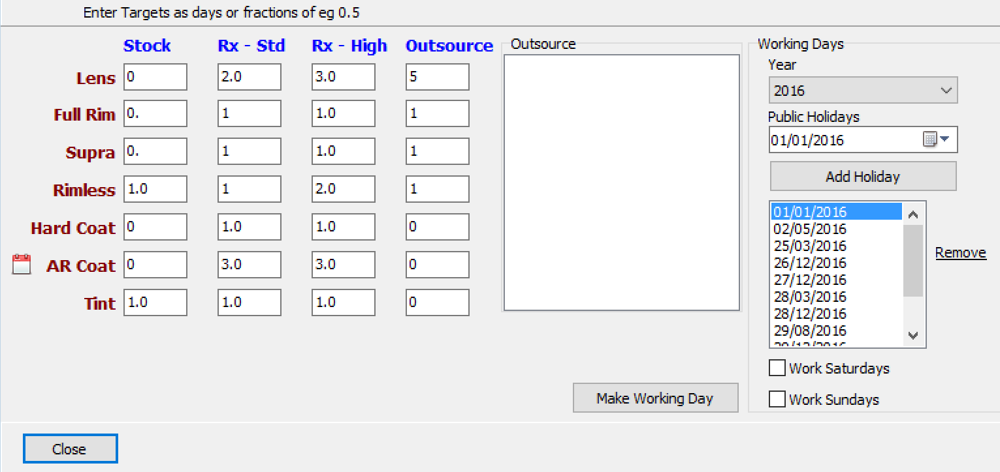 Enter Targets as days or fractions of eg 0.5
Stock Rx - Std Rx - High Outsource
Lens 0 2.0 3.0 5
Full Rim 0. 1 1.0 1
Supra 0. 1 1.0 1
Rimless 1.0 1 2.0 1
Hard Coat 0 1.0 1.0 0
AR Coat 0 3.0 3.0 0
Tint 1.0 1.0 1.0 0
Outsource
Make Working Day
Working Days
Year
2016
Public Holidays
01/01/2016
Add Holiday
01/01/2016
02/05/2016
25/03/2016
26/12/2016
27/12/2016
28/03/2016
28/12/2016
29/08/2016
Remove
Work Saturdays
Work Sundays
Close